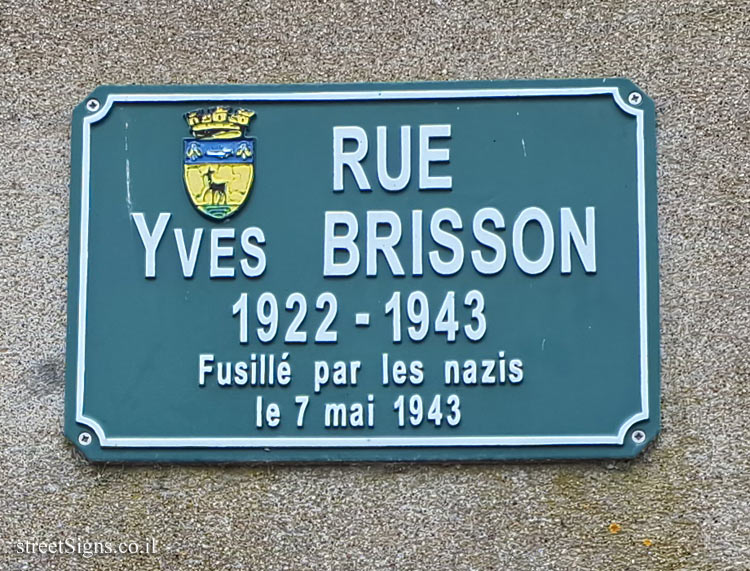 RUE
YVES BRISSON
1922 - 1943
Fusillé par les nazis
le 7 mai 1943
streetSigns.co.il